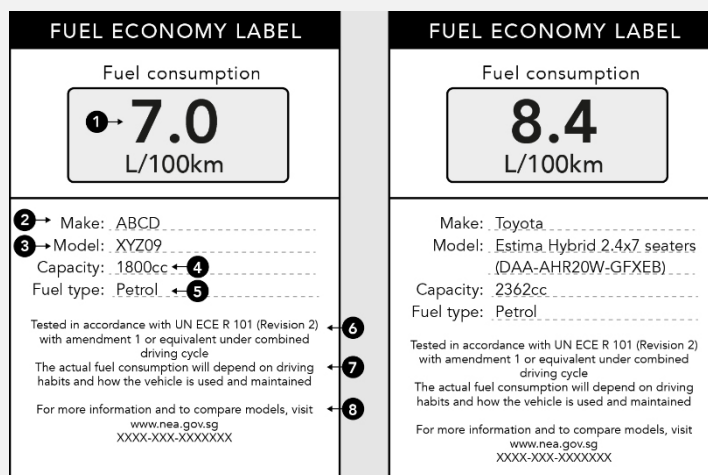 FUEL ECONOMY LABEL
Fuel consumption
1 7.0
L/100km
2 Make: ABCD
3 Model: XYZ09
Capacity: 1800cc 4
Fuel type: Petrol 5
Tested in accordance with UN ECE R 101 (Revision 2) 6
with amendment 1 or equivalent under combined
driving cycle
The actual fuel consumption will depend on driving 7
habits and how the vehicle is used and maintained
For more information and to compare models, visit 8
www.nea.gov.sg
XXXX-XXX-XXXXXXX
FUEL ECONOMY LABEL
Fuel consumption
8.4
L/100km
Make: Toyota
Model: Estima Hybrid 2.4x7 seaters
(DAA-AHR20W-GFXEB)
Capacity: 2362cc
Fuel type: Petrol
Tested in accordance with UN ECE R 101 (Revision 2)
with amendment 1 or equivalent under combined
driving cycle
The actual fuel consumption will depend on driving
habits and how the vehicle is used and maintained
For more information and to compare models, visit
www.nea.gov.sg
XXXX-XXX-XXXXXXX